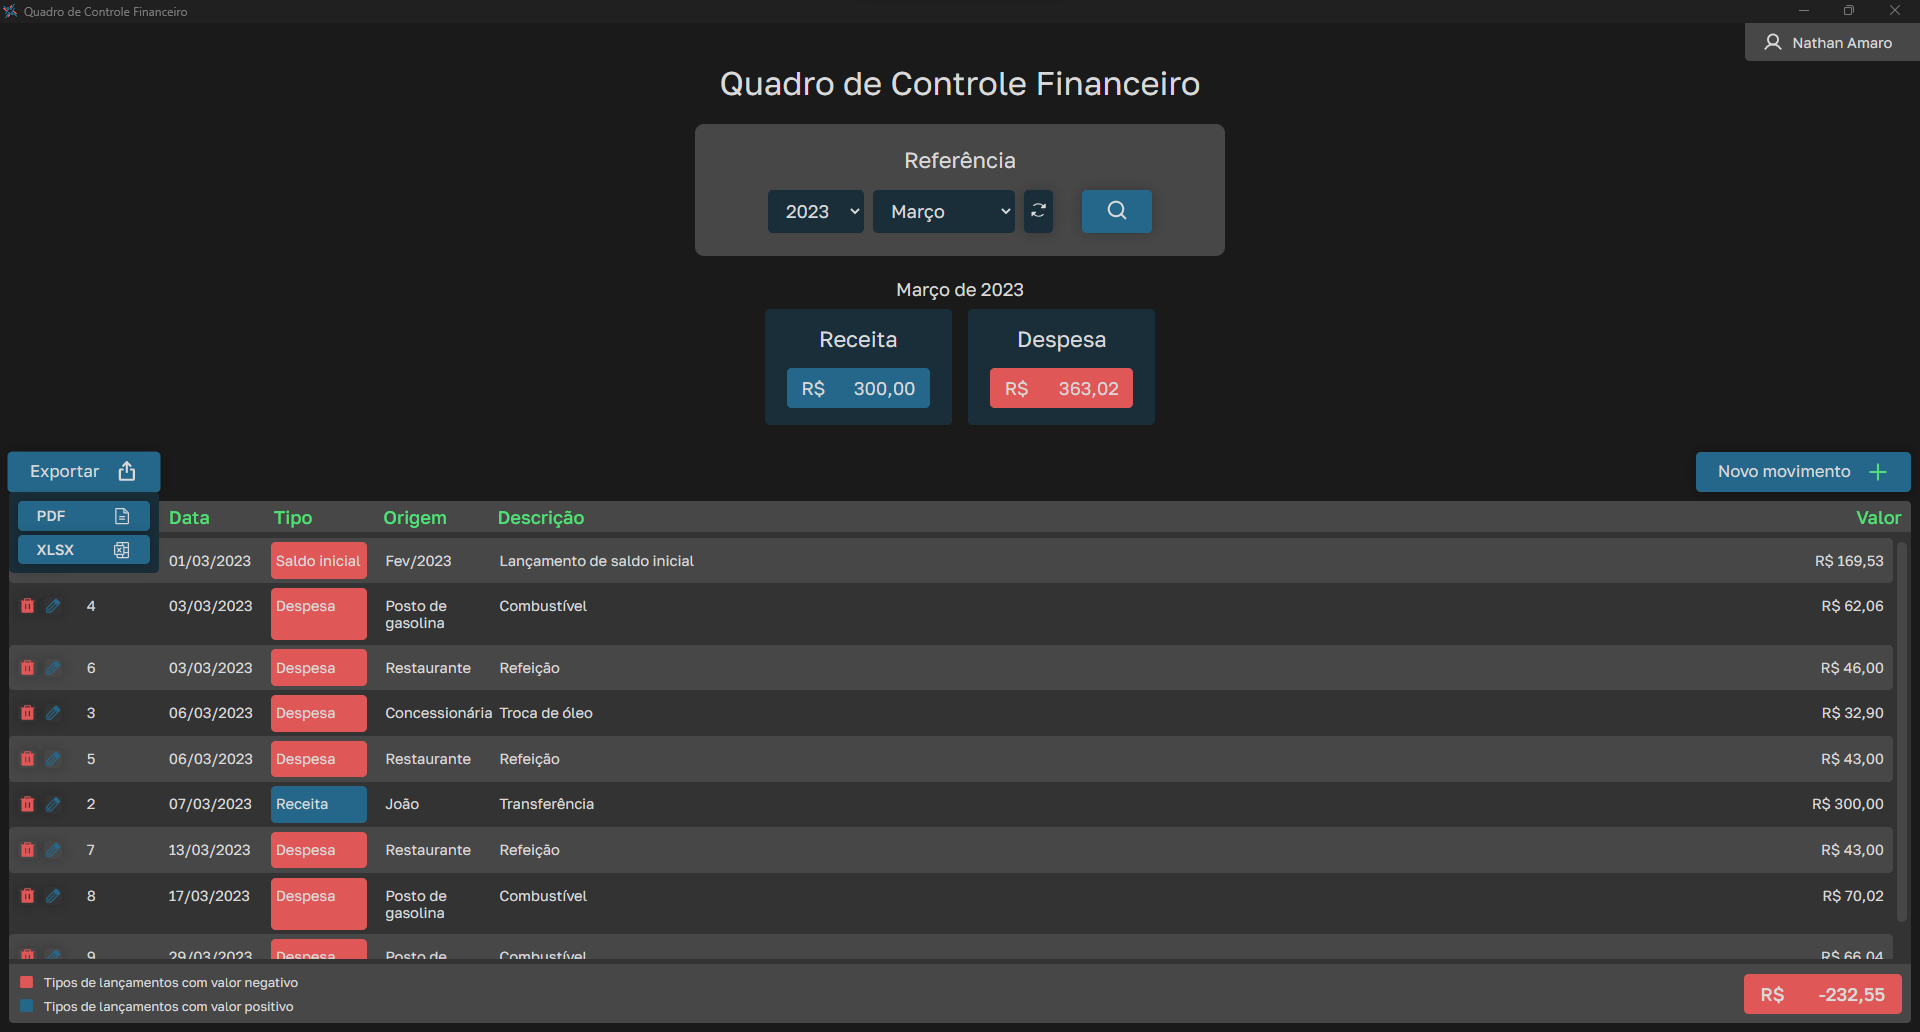 Quadro de Controle Financeiro
Nathan Amaro
Quadro de Controle Financeiro
Referência
2023 Março
Março de 2023
Receita Despesa
R$ 300,00 R$ 363,02
Exportar Novo movimento
PDF
XLSX
Data Tipo Origem Descrição Valor
01/03/2023 Saldo inicial Fev/2023 Lançamento de saldo inicial R$ 169,53
4 03/03/2023 Despesa Posto de Combustível R$ 62,06
gasolina
6 03/03/2023 Despesa Restaurante Refeição R$ 46,00
3 06/03/2023 Despesa Concessionária Troca de óleo R$ 32,90
5 06/03/2023 Despesa Restaurante Refeição R$ 43,00
2 07/03/2023 Receita João Transferência R$ 300,00
7 13/03/2023 Despesa Restaurante Refeição R$ 43,00
8 17/03/2023 Despesa Posto de Combustível R$ 70,02
gasolina
9 29/03/2023 Despesa Posto de Combustível R$ 66,04
Tipos de lançamentos com valor negativo
Tipos de lançamentos com valor positivo
R$ -232,55